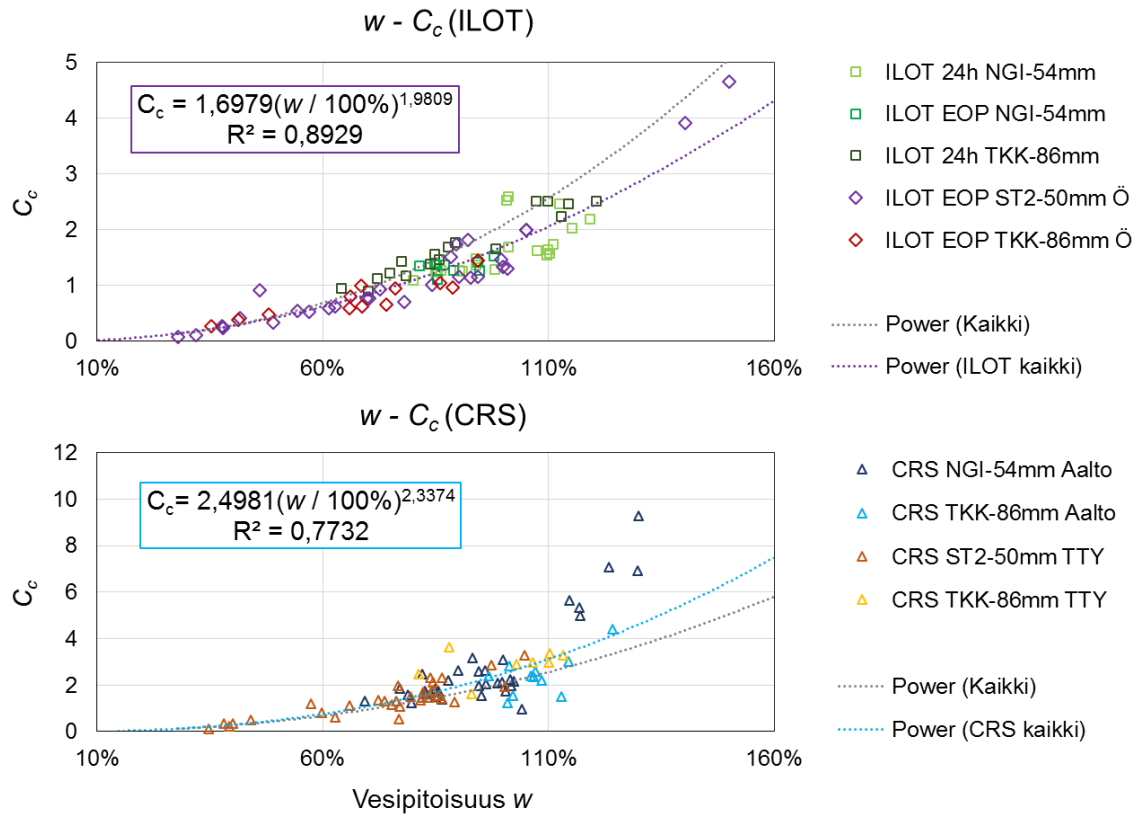 w - Cc (ILOT)
5
4
3
2
1
0
Cc
Cc = 1,6979(w / 100%)^1,9809
R² = 0,8929
10%
60%
110%
160%
ILOT 24h NGI-54mm
ILOT EOP NGI-54mm
ILOT 24h TKK-86mm
ILOT EOP ST2-50mm Ö
ILOT EOP TKK-86mm Ö
Power (Kaikki)
Power (ILOT kaikki)
w - Cc (CRS)
12
10
8
6
4
2
0
Cc
Cc= 2,4981(w / 100%)^2,3374
R² = 0,7732
10%
60%
110%
160%
Vesipitoisuus w
CRS NGI-54mm Aalto
CRS TKK-86mm Aalto
CRS ST2-50mm TTY
CRS TKK-86mm TTY
Power (Kaikki)
Power (CRS kaikki)